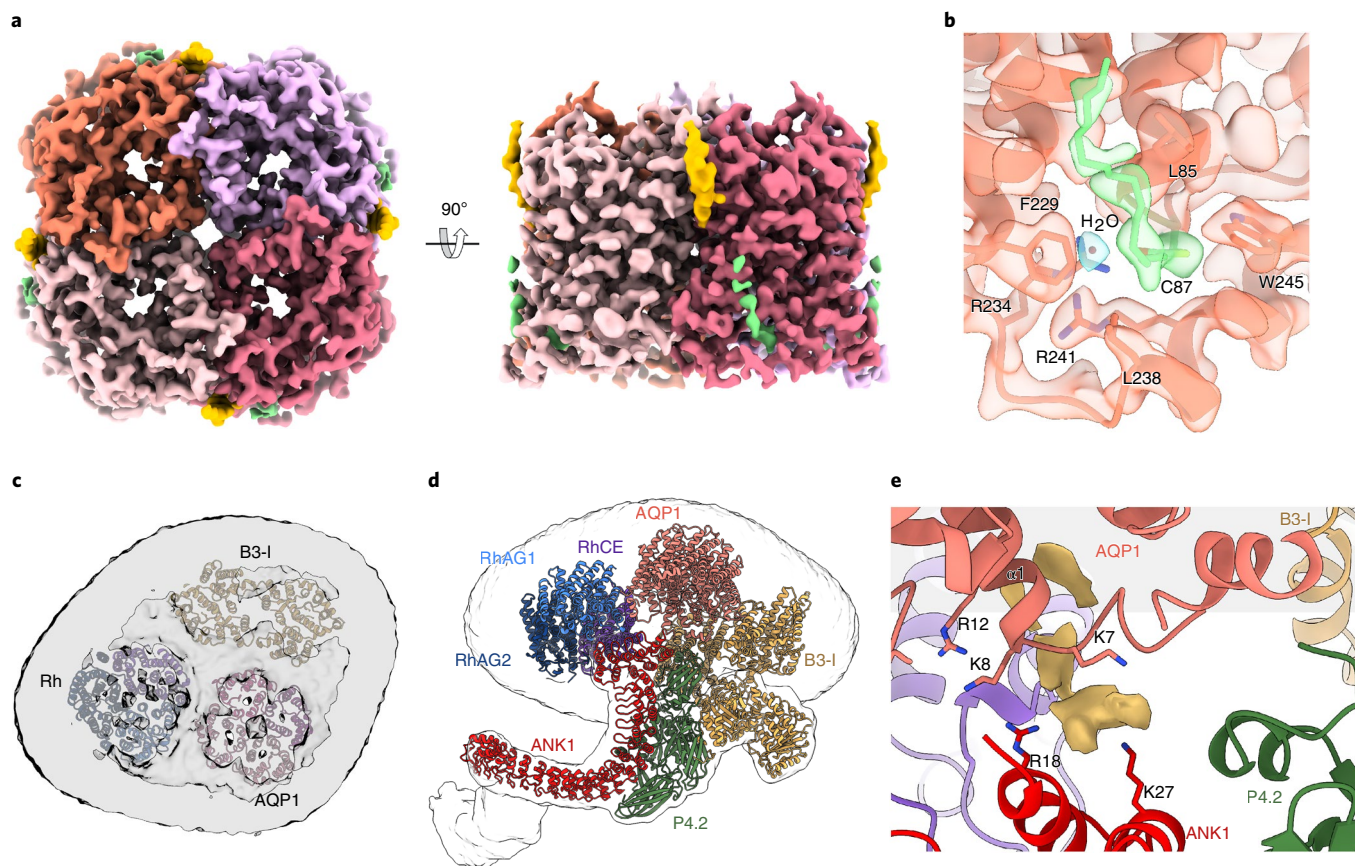 a
90°
b
L85
F229
H2O
C87
W245
R234
R241
L238
c
B3-I
Rh
AQP1
d
AQP1
RhAG1
RhCE
RhAG2
B3-I
ANK1
P4.2
e
B3-I
AQP1
α1
R12
K7
K8
R18
K27
P4.2
ANK1